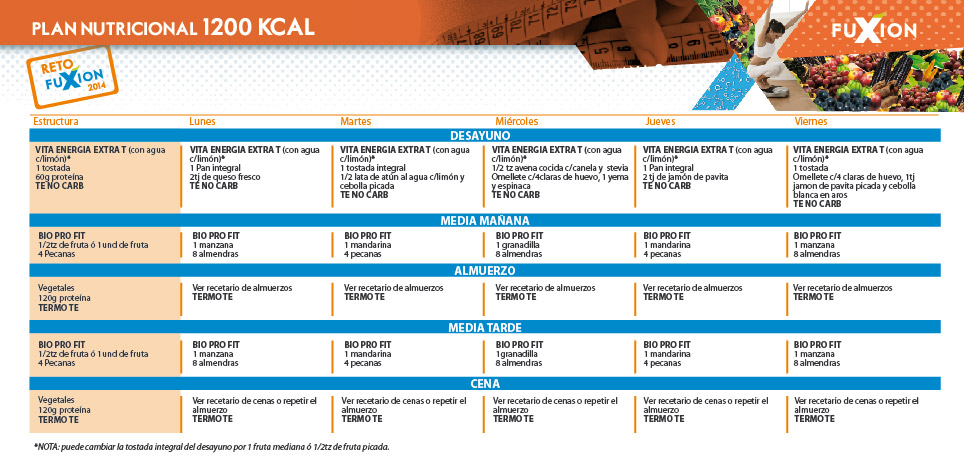 PLAN NUTRICIONAL 1200 KCAL
FUXION
RETO
FUXION
2014
Estructura Lunes Martes Miércoles Jueves Viernes
DESAYUNO
VITA ENERGIA EXTRA T (con agua
c/limón)*
1 tostada
60g proteína
TE NO CARB
VITA ENERGIA EXTRA T (con agua
c/limón)*
1 Pan integral
2tj de queso fresco
TE NO CARB
VITA ENERGIA EXTRA T (con agua
c/limón)*
1 tostada integral
1/2 lata de atún al agua c/limón y
cebolla picada
TE NO CARB
VITA ENERGIA EXTRA T (con agua
c/limón)*
1/2 tz avena cocida c/canela y stevia
Omellete c/4claras de huevo, 1 yema
y espinaca
TE NO CARB
VITA ENERGIA EXTRA T (con agua
c/limón)*
1 Pan integral
2 tj de jamón de pavita
TE NO CARB
VITA ENERGIA EXTRA T (con agua
c/limón)*
1 tostada
Omellete c/4 claras de huevo, 1tj
jamon de pavita picada y cebolla
blanca en aros
TE NO CARB
MEDIA MAÑANA
BIO PRO FIT
1/2tz de fruta ó 1und de fruta
4 Pecanas
BIO PRO FIT
1 manzana
8 almendras
BIO PRO FIT
1 mandarina
4 pecanas
BIO PRO FIT
1 granadilla
8 almendras
BIO PRO FIT
1 mandarina
4 pecanas
BIO PRO FIT
1 manzana
8 almendras
ALMUERZO
Vegetales
120g proteína
TERMO TE
Ver recetario de almuerzos
TERMO TE
Ver recetario de almuerzos
TERMO TE
Ver recetario de almuerzos
TERMO TE
Ver recetario de almuerzos
TERMO TE
Ver recetario de almuerzos
TERMO TE
MEDIA TARDE
BIO PRO FIT
1/2tz de fruta ó 1und de fruta
4 Pecanas
BIO PRO FIT
1 manzana
8 almendras
BIO PRO FIT
1 mandarina
4 pecanas
BIO PRO FIT
1granadilla
8 almendras
BIO PRO FIT
1 mandarina
4 pecanas
BIO PRO FIT
1 manzana
8 almendras
CENA
Vegetales
120g proteína
TERMO TE
Ver recetario de cenas o repetir el
almuerzo
TERMOTE
Ver recetario de cenas o repetir el
almuerzo
TERMOTE
Ver recetario de cenas o repetir el
almuerzo
TERMOTE
Ver recetario de cenas o repetir el
almuerzo
TERMOTE
Ver recetario de cenas o repetir el
almuerzo
TERMOTE
*NOTA: puede cambiar la tostada integral del desayuno por 1 fruta mediana ó 1/2tz de fruta picada.